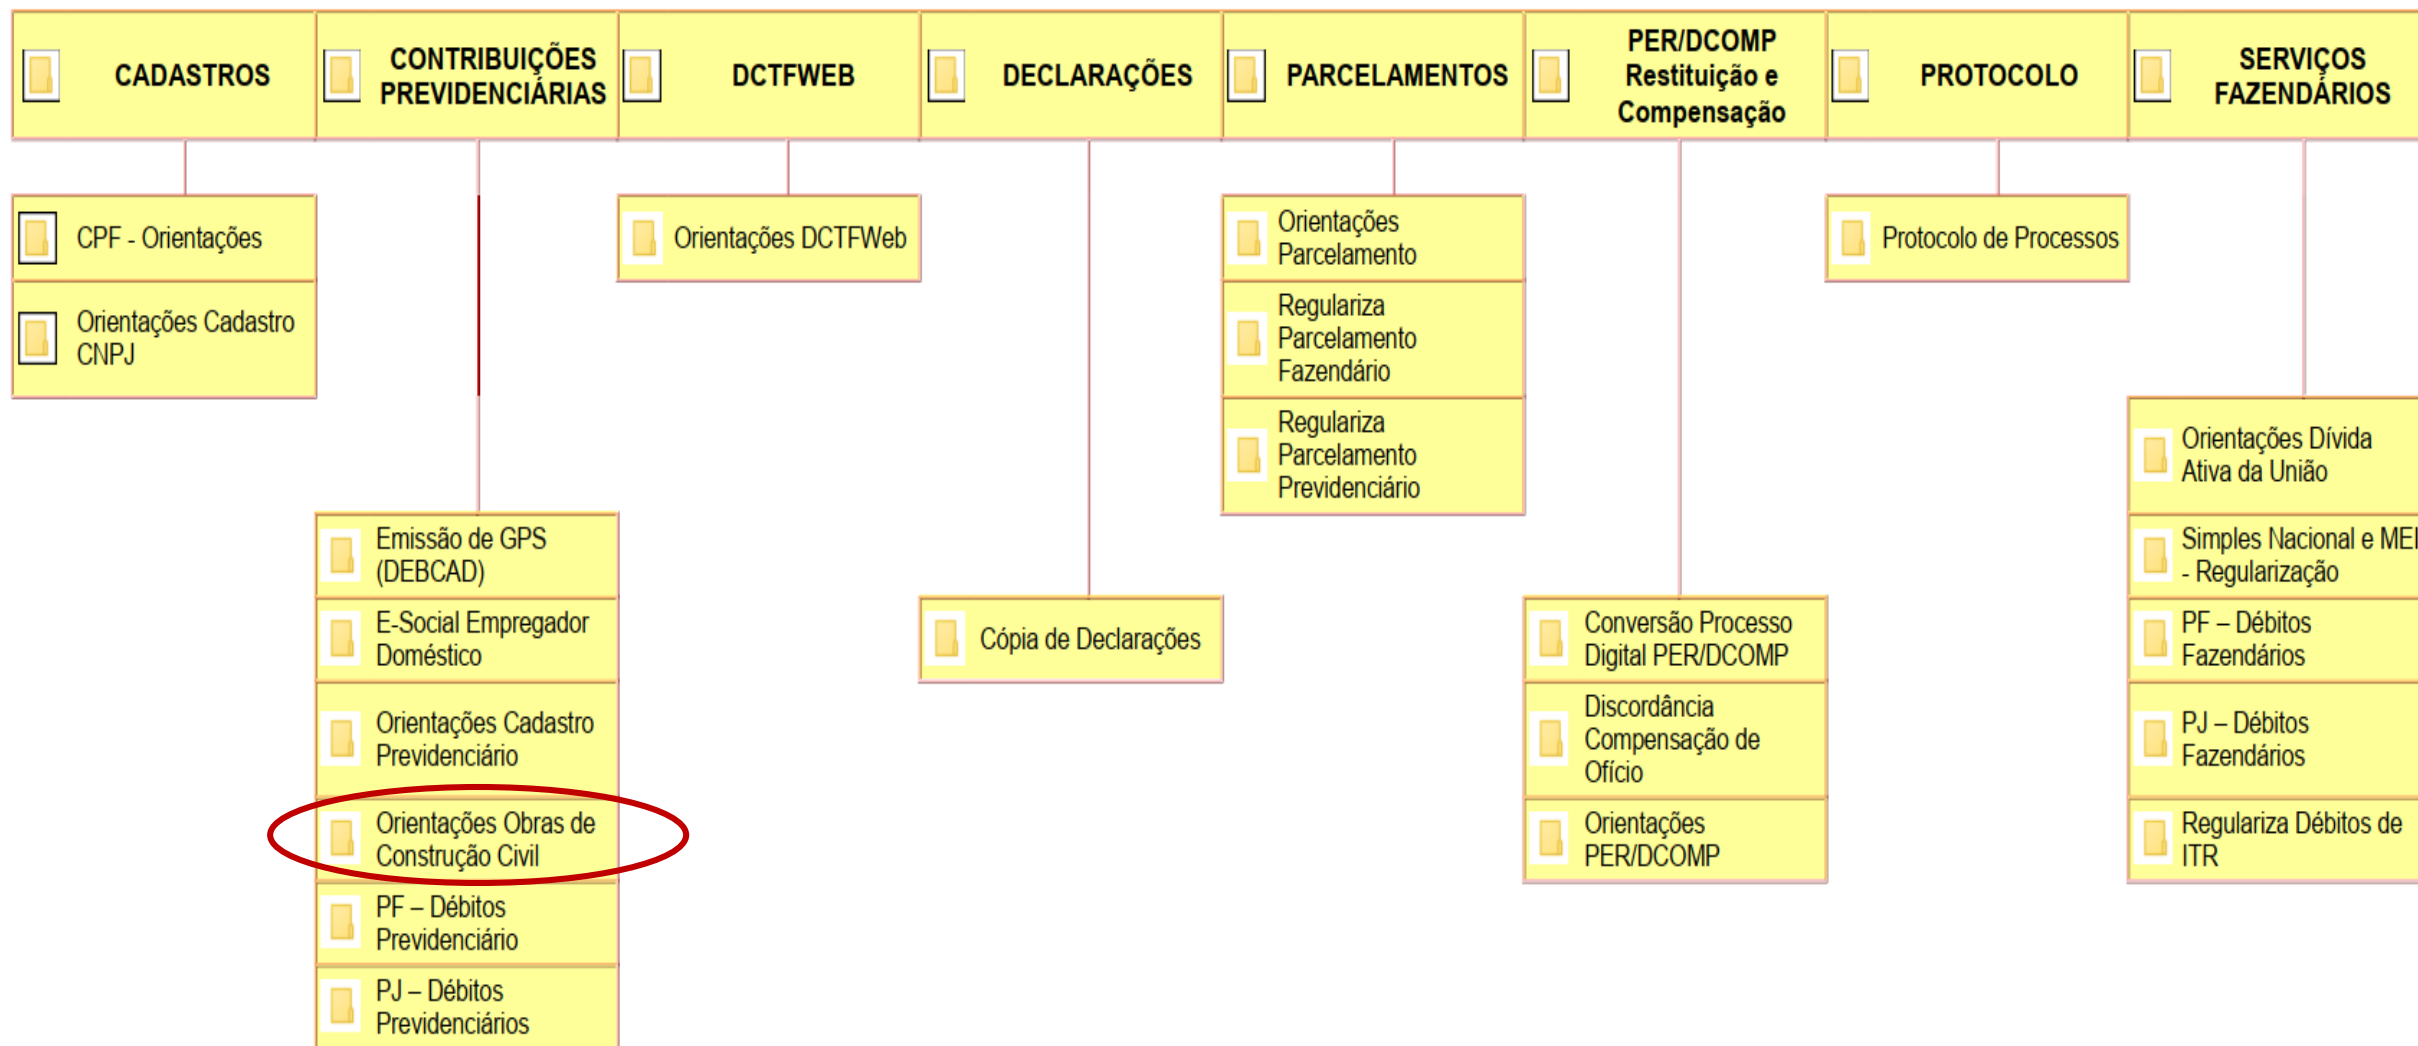 CADASTROS
CONTRIBUIÇÕES
PREVIDENCIÁRIAS
DCTFWEB
DECLARAÇÕES
PARCELAMENTOS
PER/DCOMP
Restituição e
Compensação
PROTOCOLO
SERVIÇOS
FAZENDÁRIOS
CPF - Orientações
Orientações Cadastro
CNPJ
Emissão de GPS
(DEBCAD)
E-Social Empregador
Doméstico
Orientações Cadastro
Previdenciário
Orientações Obras de
Construção Civil
PF – Débitos
Previdenciário
PJ – Débitos
Previdenciários
Orientações DCTFWeb
Cópia de Declarações
Orientações
Parcelamento
Regulariza
Parcelamento
Fazendário
Regulariza
Parcelamento
Previdenciário
Conversão Processo
Digital PER/DCOMP
Discordância
Compensação de
Ofício
Orientações
PER/DCOMP
Protocolo de Processos
Orientações Dívida
Ativa da União
Simples Nacional e MEI
- Regularização
PF – Débitos
Fazendários
PJ – Débitos
Fazendários
Regulariza Débitos de
ITR